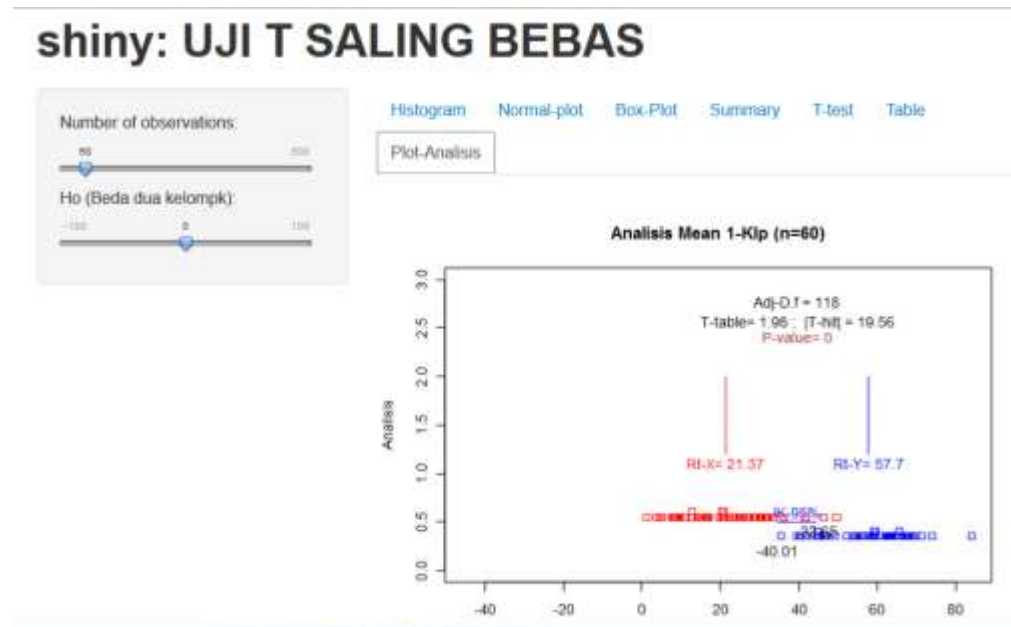 shiny: UJI T SALING BEBAS
Number of observations:
60
Ho (Beda dua kelompk):
0
Histogram Normal-plot Box-Plot Summary T-test Table
Plot-Analisis
Analisis Mean 1-Klp (n=60)
Adj-D.f = 118
T-table= 1.96 ; |T-hit| = 19.56
P-value= 0
Rt-X= 21.37 Rt-Y= 57.7
-40.01
Analisis
3.0
2.5
2.0
1.5
1.0
0.5
0.0
-40 -20 0 20 40 60 80